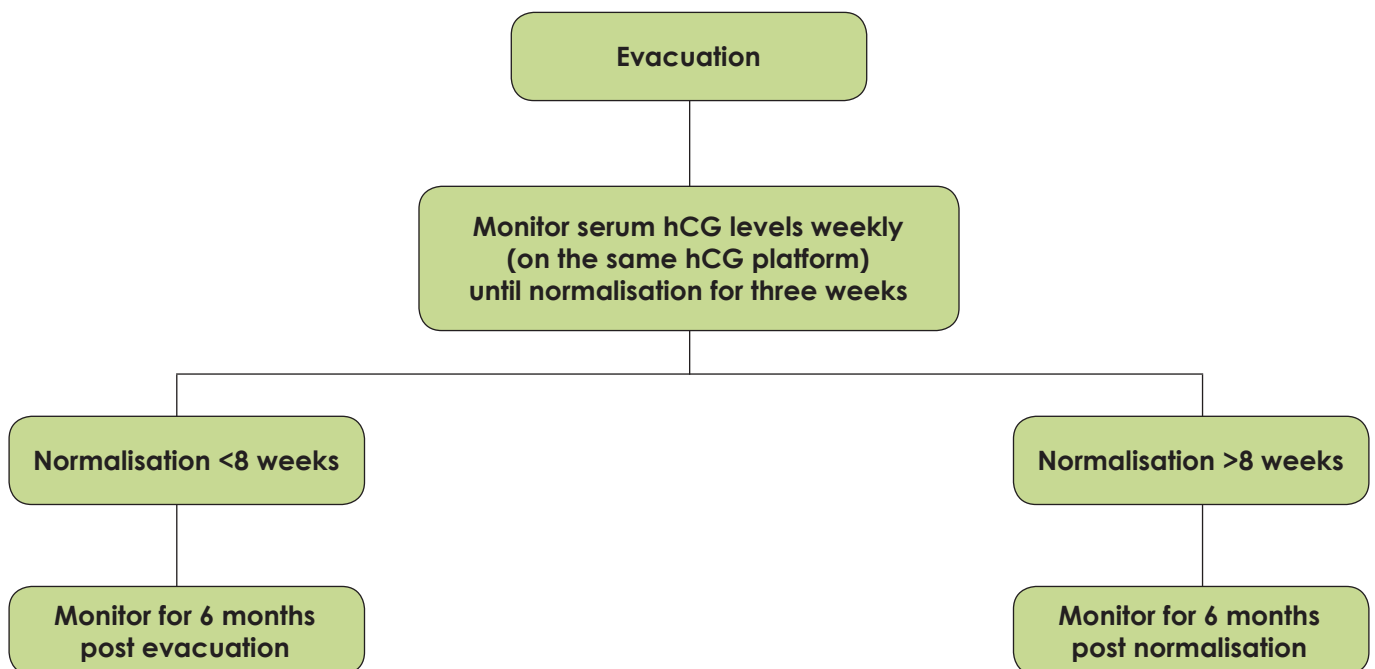 Evacuation
Monitor serum hCG levels weekly
(on the same hCG platform)
until normalisation for three weeks
Normalisation <8 weeks
Normalisation >8 weeks
Monitor for 6 months
post evacuation
Monitor for 6 months
post normalisation